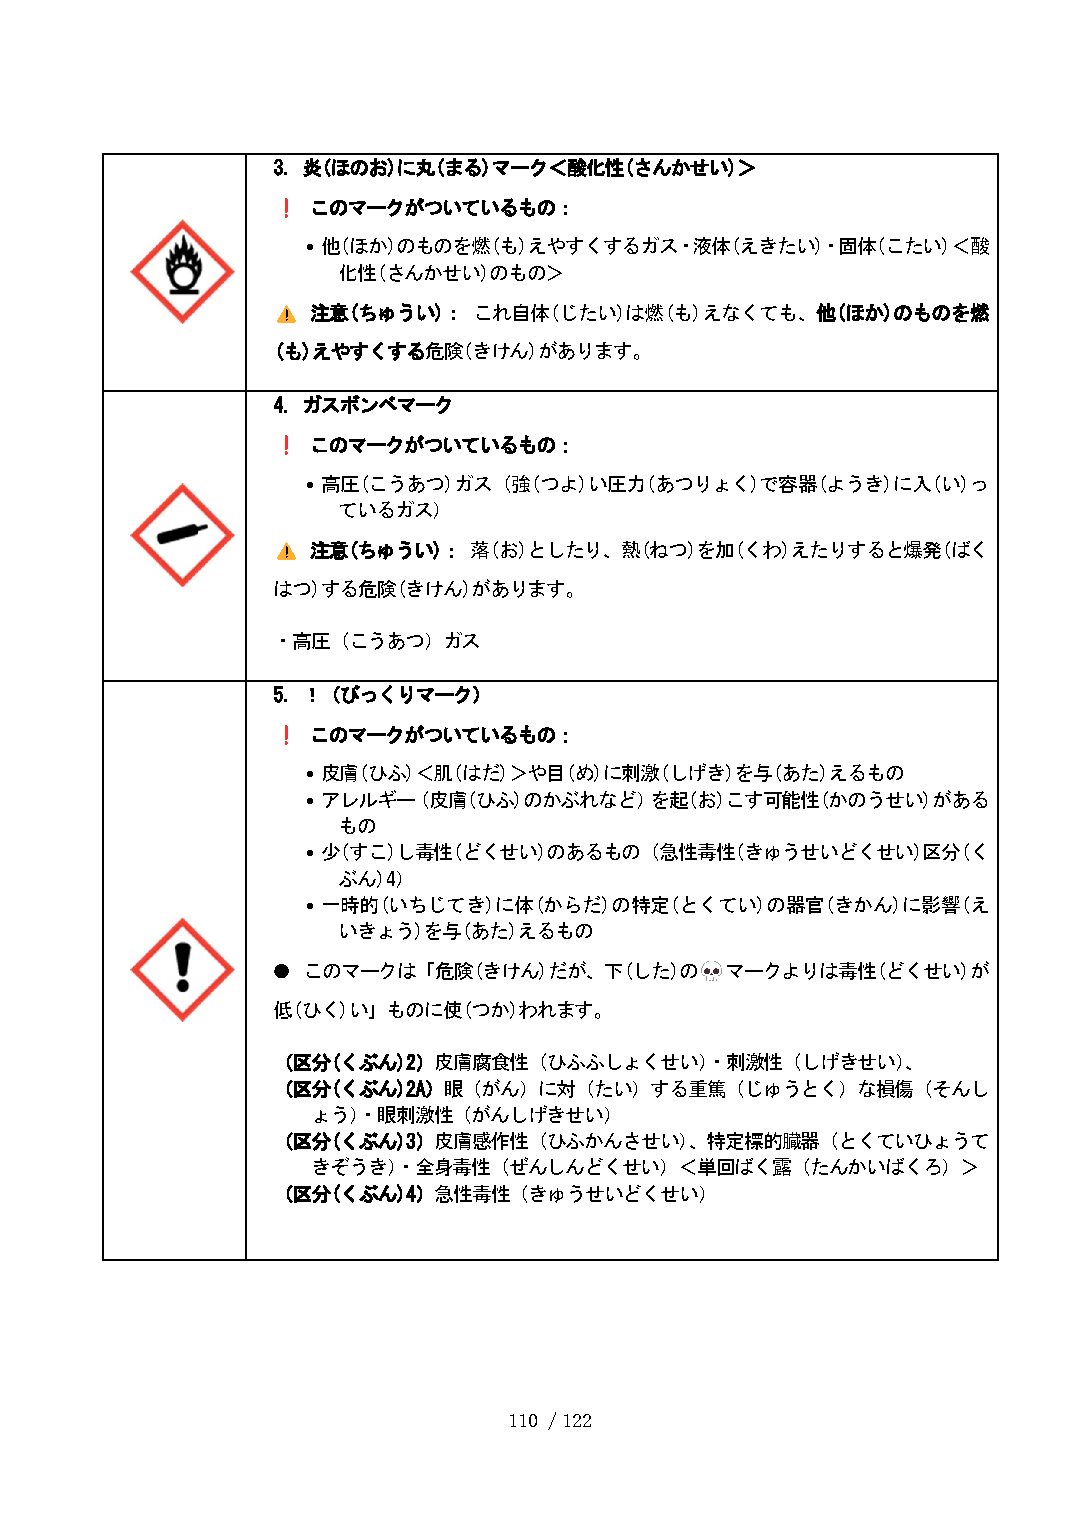 3. 炎(ほのお)に丸(まる)マーク＜酸化性(さんかせい)＞
❗ このマークがついているもの：
• 他(ほか)のものを燃(も)えやすくするガス・液体(えきたい)・固体(こたい)＜酸
化性(さんかせい)のもの＞
⚠ 注意(ちゅうい)： これ自体(じたい)は燃(も)えなくても、他(ほか)のものを燃
(も)えやすくする危険(きけん)があります。
4. ガスボンベマーク
❗ このマークがついているもの：
• 高圧(こうあつ)ガス（強(つよ)い圧力(あつりょく)で容器(ようき)に入(い)っ
ているガス）
⚠ 注意(ちゅうい)： 落(お)としたり、熱(ねつ)を加(くわ)えたりすると爆発(ばく
はつ)する危険(きけん)があります。
・高圧（こうあつ）ガス
5. ！（びっくりマーク）
❗ このマークがついているもの：
• 皮膚(ひふ)＜肌(はだ)＞や目(め)に刺激(しげき)を与(あた)えるもの
• アレルギー（皮膚(ひふ)のかぶれなど）を起(お)こす可能性(かのうせい)がある
もの
• 少(すこ)し毒性(どくせい)のあるもの（急性毒性(きゅうせいどくせい)区分(く
ぶん)4）
• 一時的(いちじてき)に体(からだ)の特定(とくてい)の器官(きかん)に影響(え
いきょう)を与(あた)えるもの
● このマークは「危険(きけん)だが、下(した)の💀マークよりは毒性(どくせい)が
低(ひく)い」ものに使(つか)われます。
（区分(くぶん)2）皮膚腐食性（ひふふしょくせい）・刺激性（しげきせい）、
（区分(くぶん)2A）眼（がん）に対（たい）する重篤（じゅうとく）な損傷（そんし
ょう）・眼刺激性（がんしげきせい）
（区分(くぶん)3）皮膚感作性（ひふかんさせい）、特定標的臓器（とくていひょうて
きぞうき）・全身毒性（ぜんしんどくせい）＜単回ばく露（たんかいばくろ）＞
（区分(くぶん)4）急性毒性（きゅうせいどくせい）
110 / 122